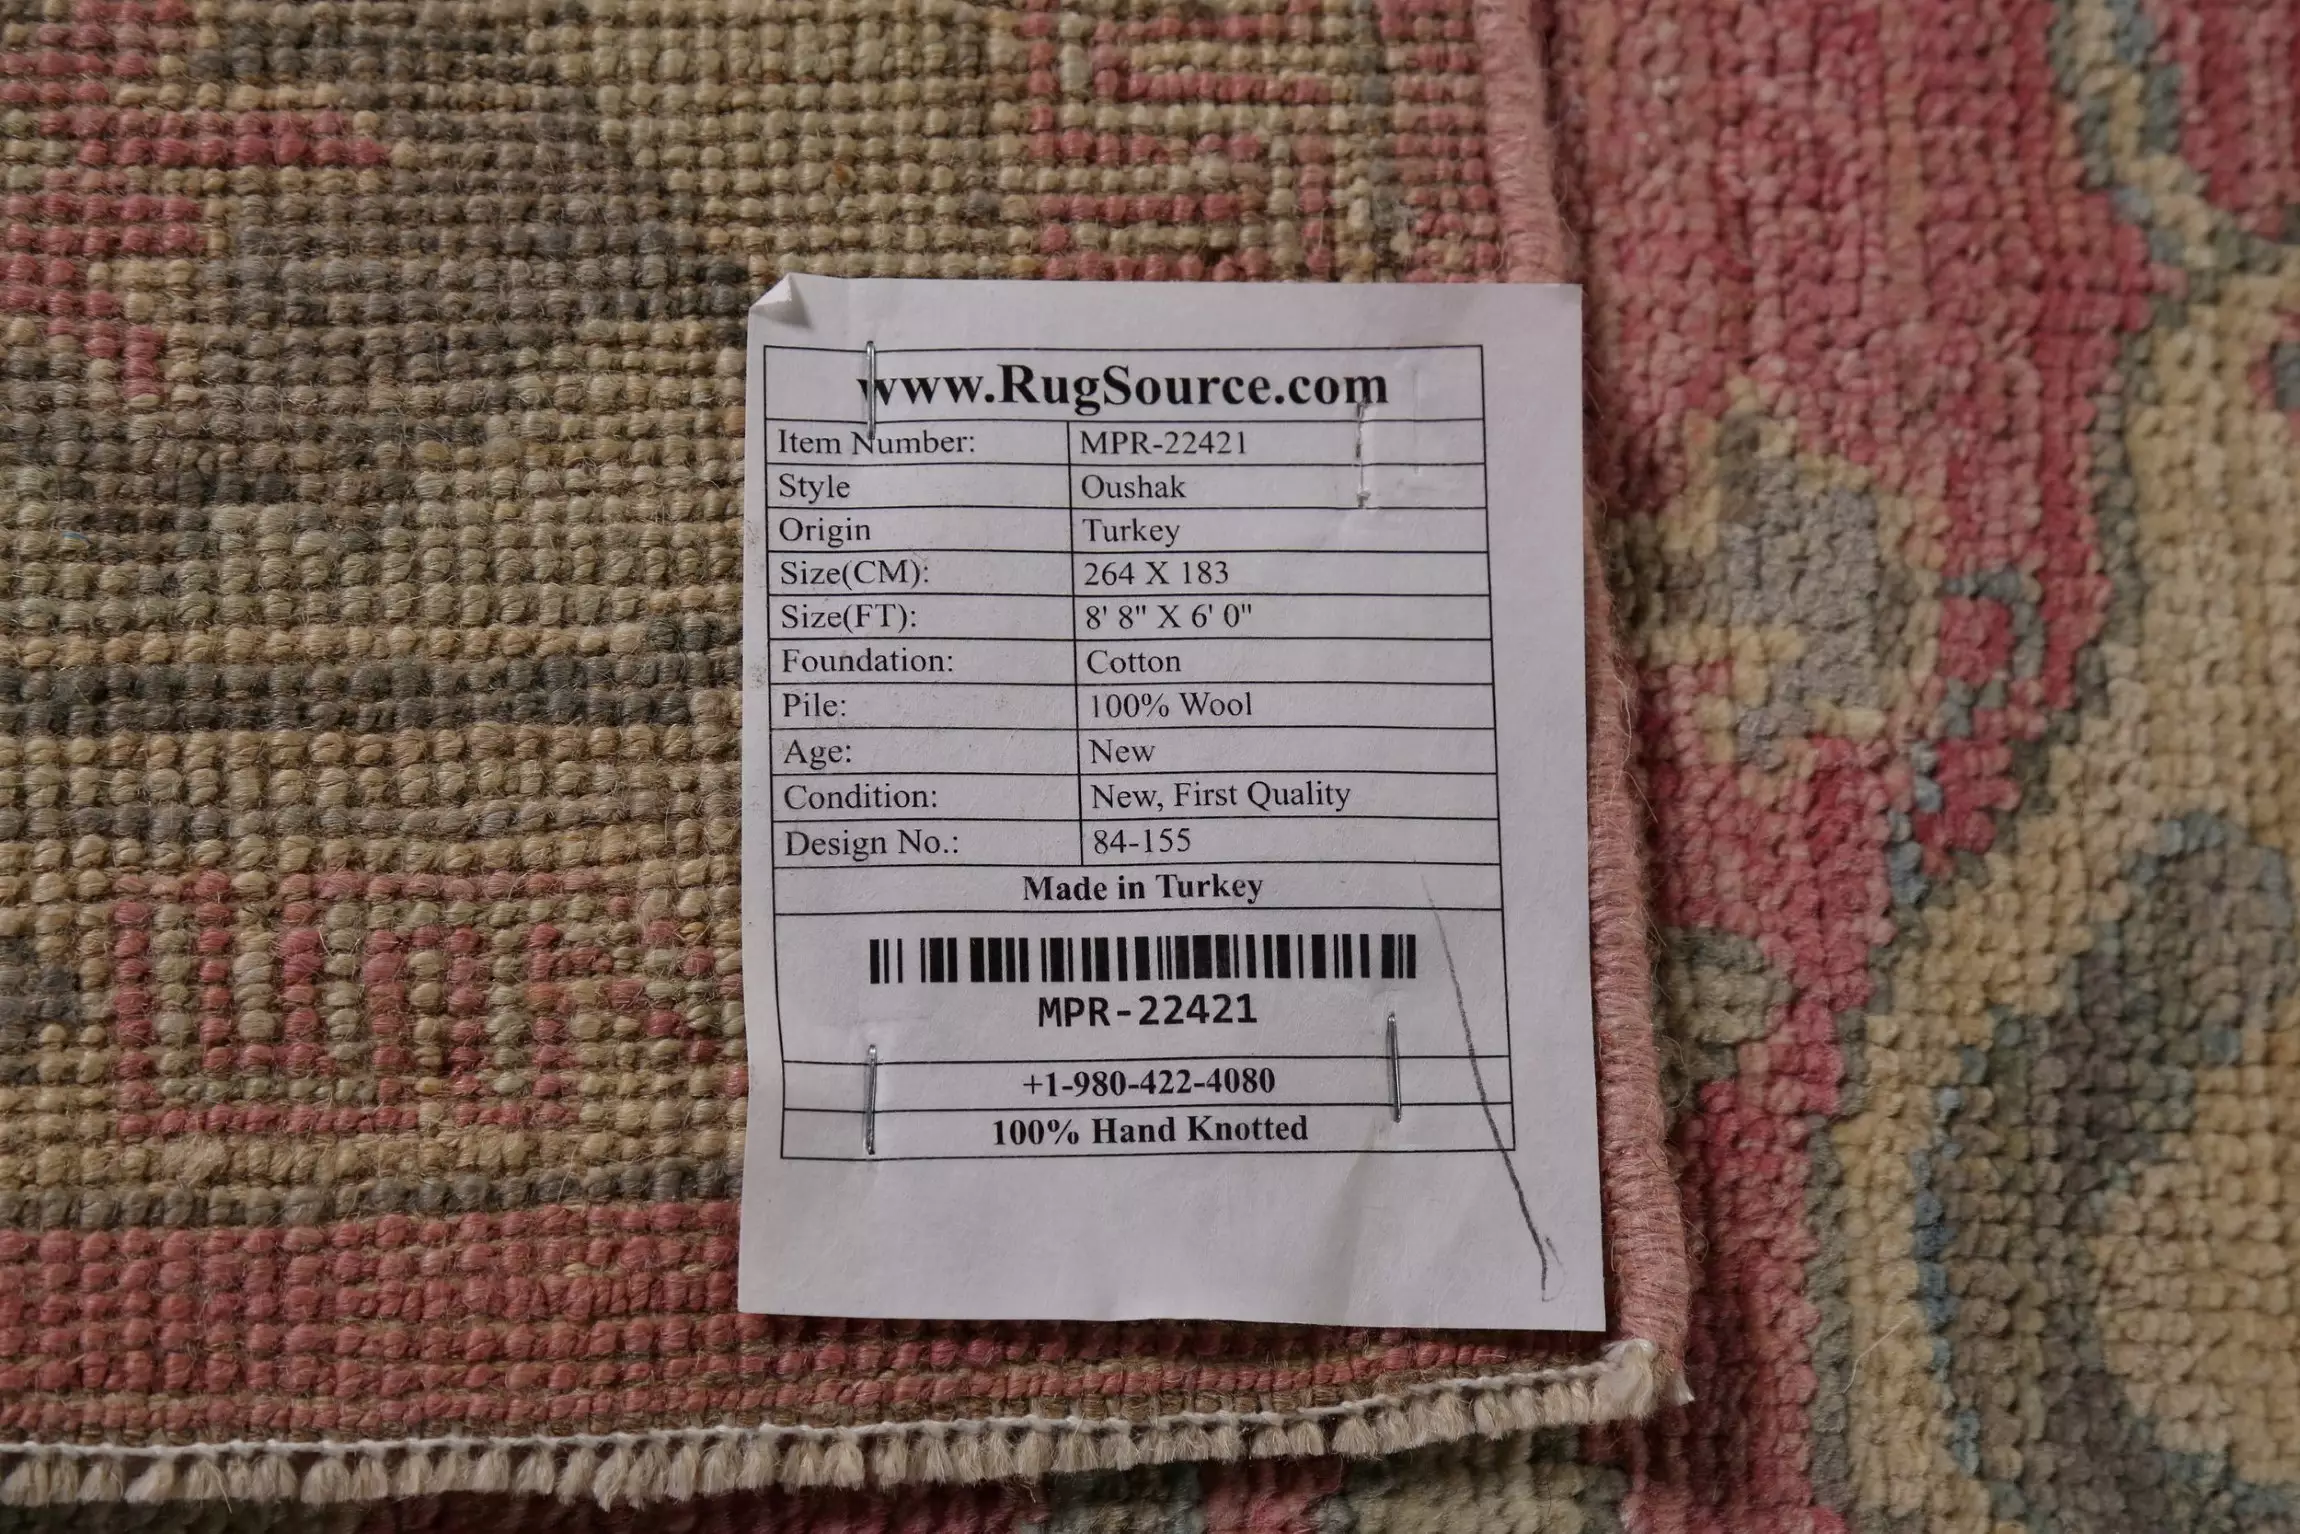 www.RugSource.com
Item Number: MPR-22421
Style Oushak
Origin Turkey
Size(CM): 264 X 183
Size(FT): 8' 8" X 6' 0"
Foundation: Cotton
Pile: 100% Wool
Age: New
Condition: New, First Quality
Design No.: 84-155
Made in Turkey
MPR-22421
+1-980-422-4080
100% Hand Knotted